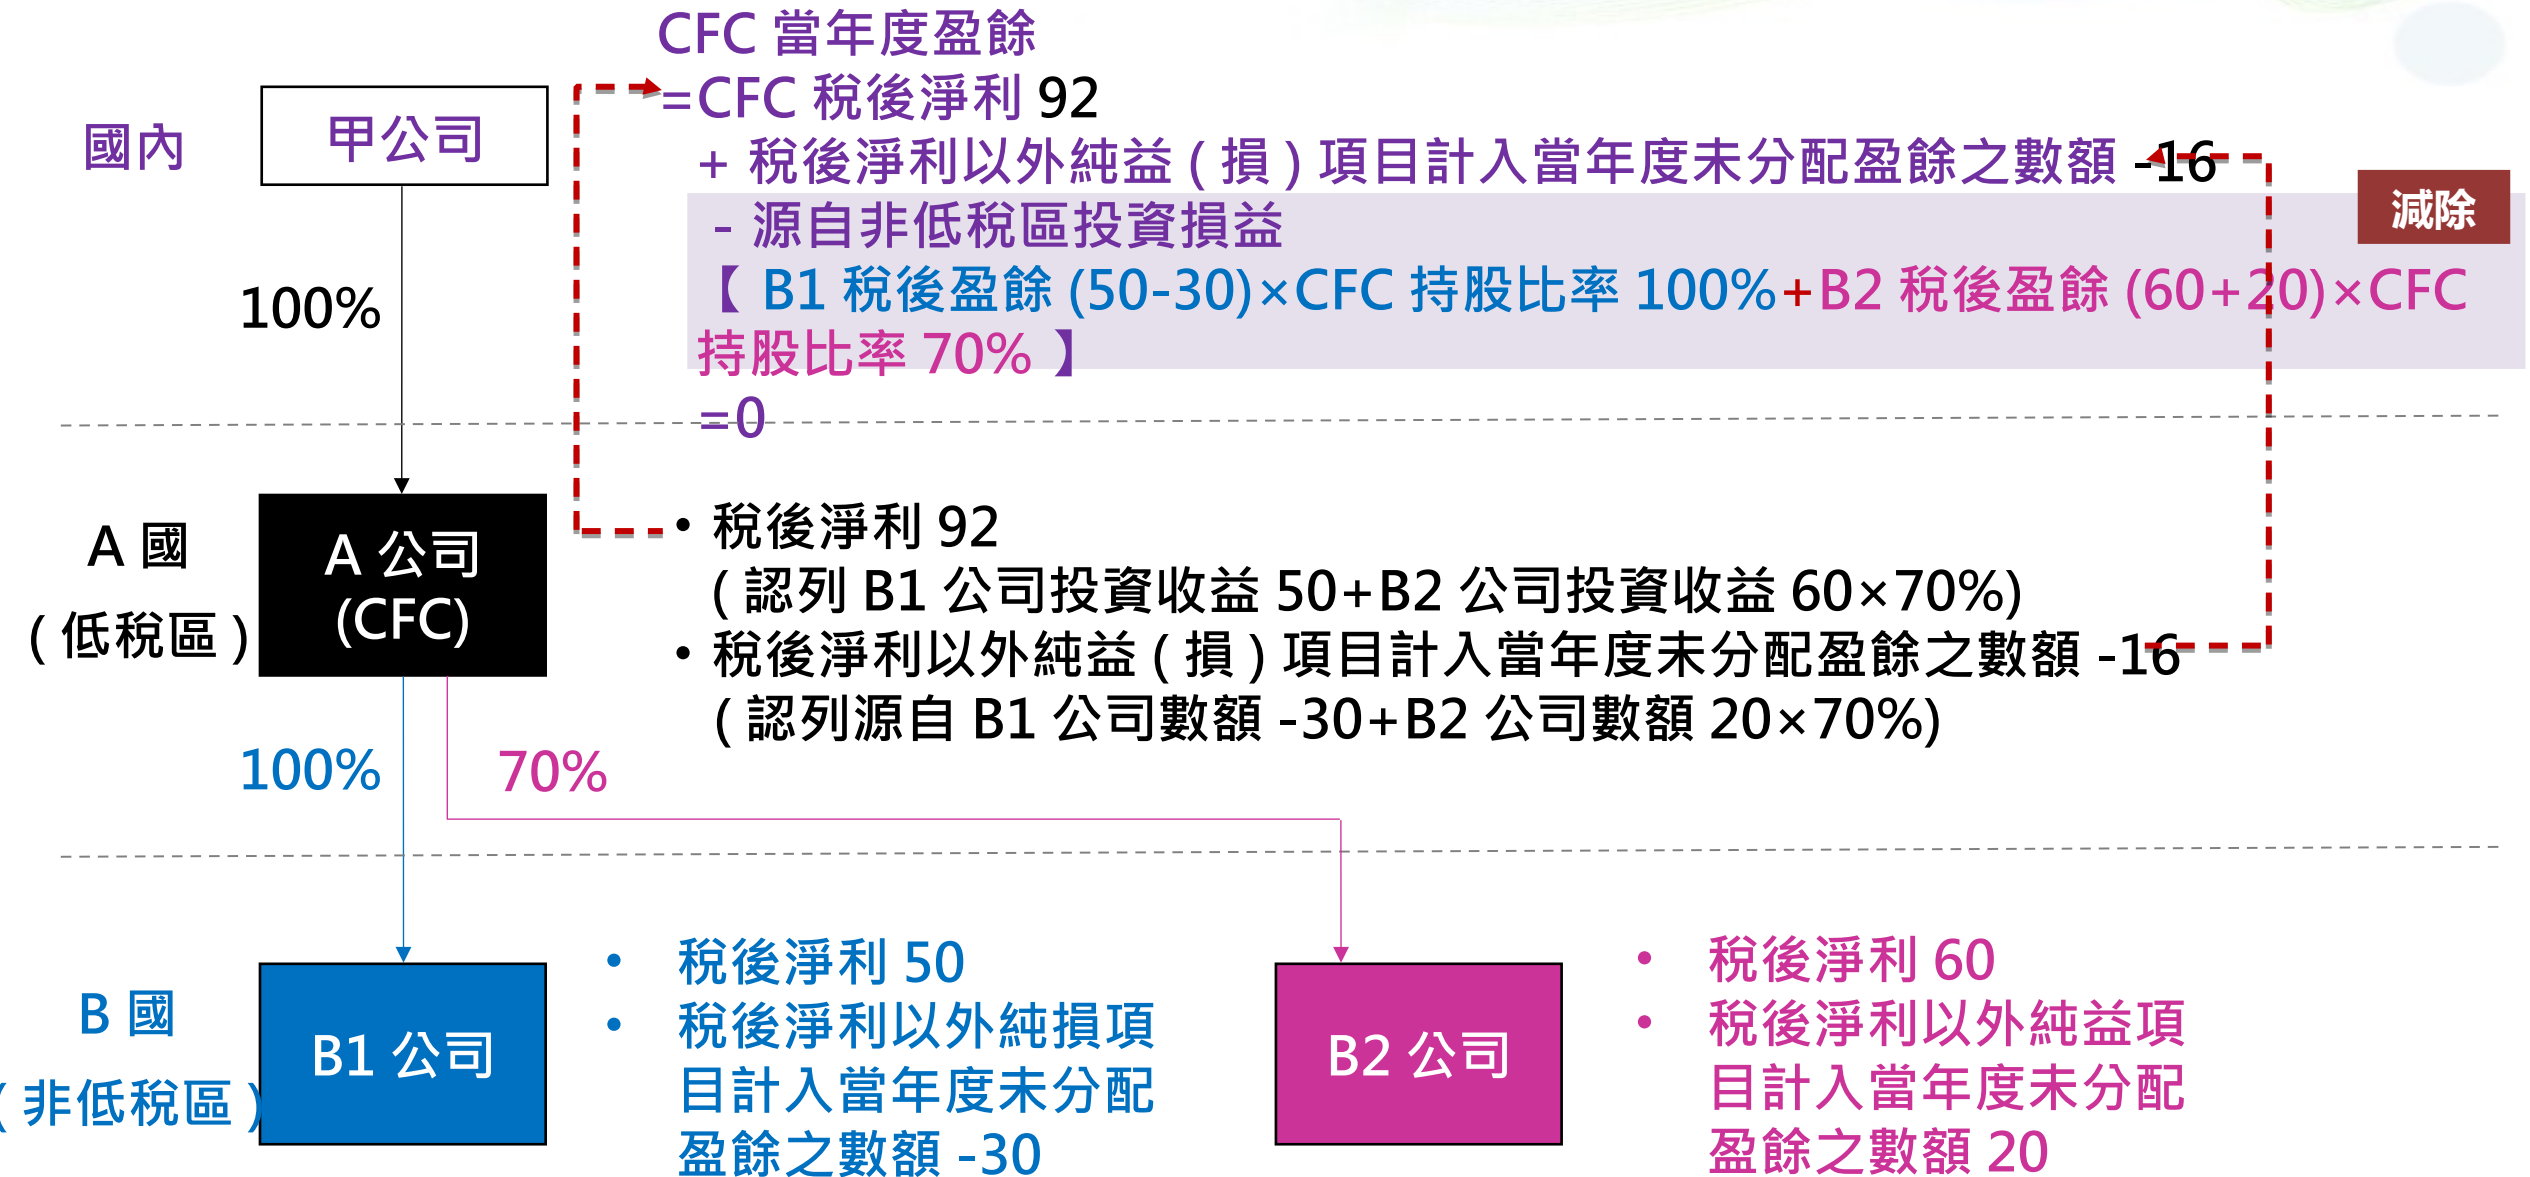 CFC 當年度盈餘
=CFC 稅後淨利 92
+ 稅後淨利以外純益 ( 損 ) 項目計入當年度未分配盈餘之數額 -16
- 源自非低稅區投資損益
【 B1 稅後盈餘 (50-30)×CFC 持股比率 100%+B2 稅後盈餘 (60+20)×CFC
持股比率 70% 】
=0
減除
國內
甲公司
100%
A 國
( 低稅區 )
A 公司
(CFC)
• 稅後淨利 92
( 認列 B1 公司投資收益 50+B2 公司投資收益 60×70%)
• 稅後淨利以外純益 ( 損 ) 項目計入當年度未分配盈餘之數額 -16
( 認列源自 B1 公司數額 -30+B2 公司數額 20×70%)
100%
70%
B 國
( 非低稅區 )
B1 公司
• 稅後淨利 50
• 稅後淨利以外純損項
目計入當年度未分配
盈餘之數額 -30
B2 公司
• 稅後淨利 60
• 稅後淨利以外純益項
目計入當年度未分配
盈餘之數額 20